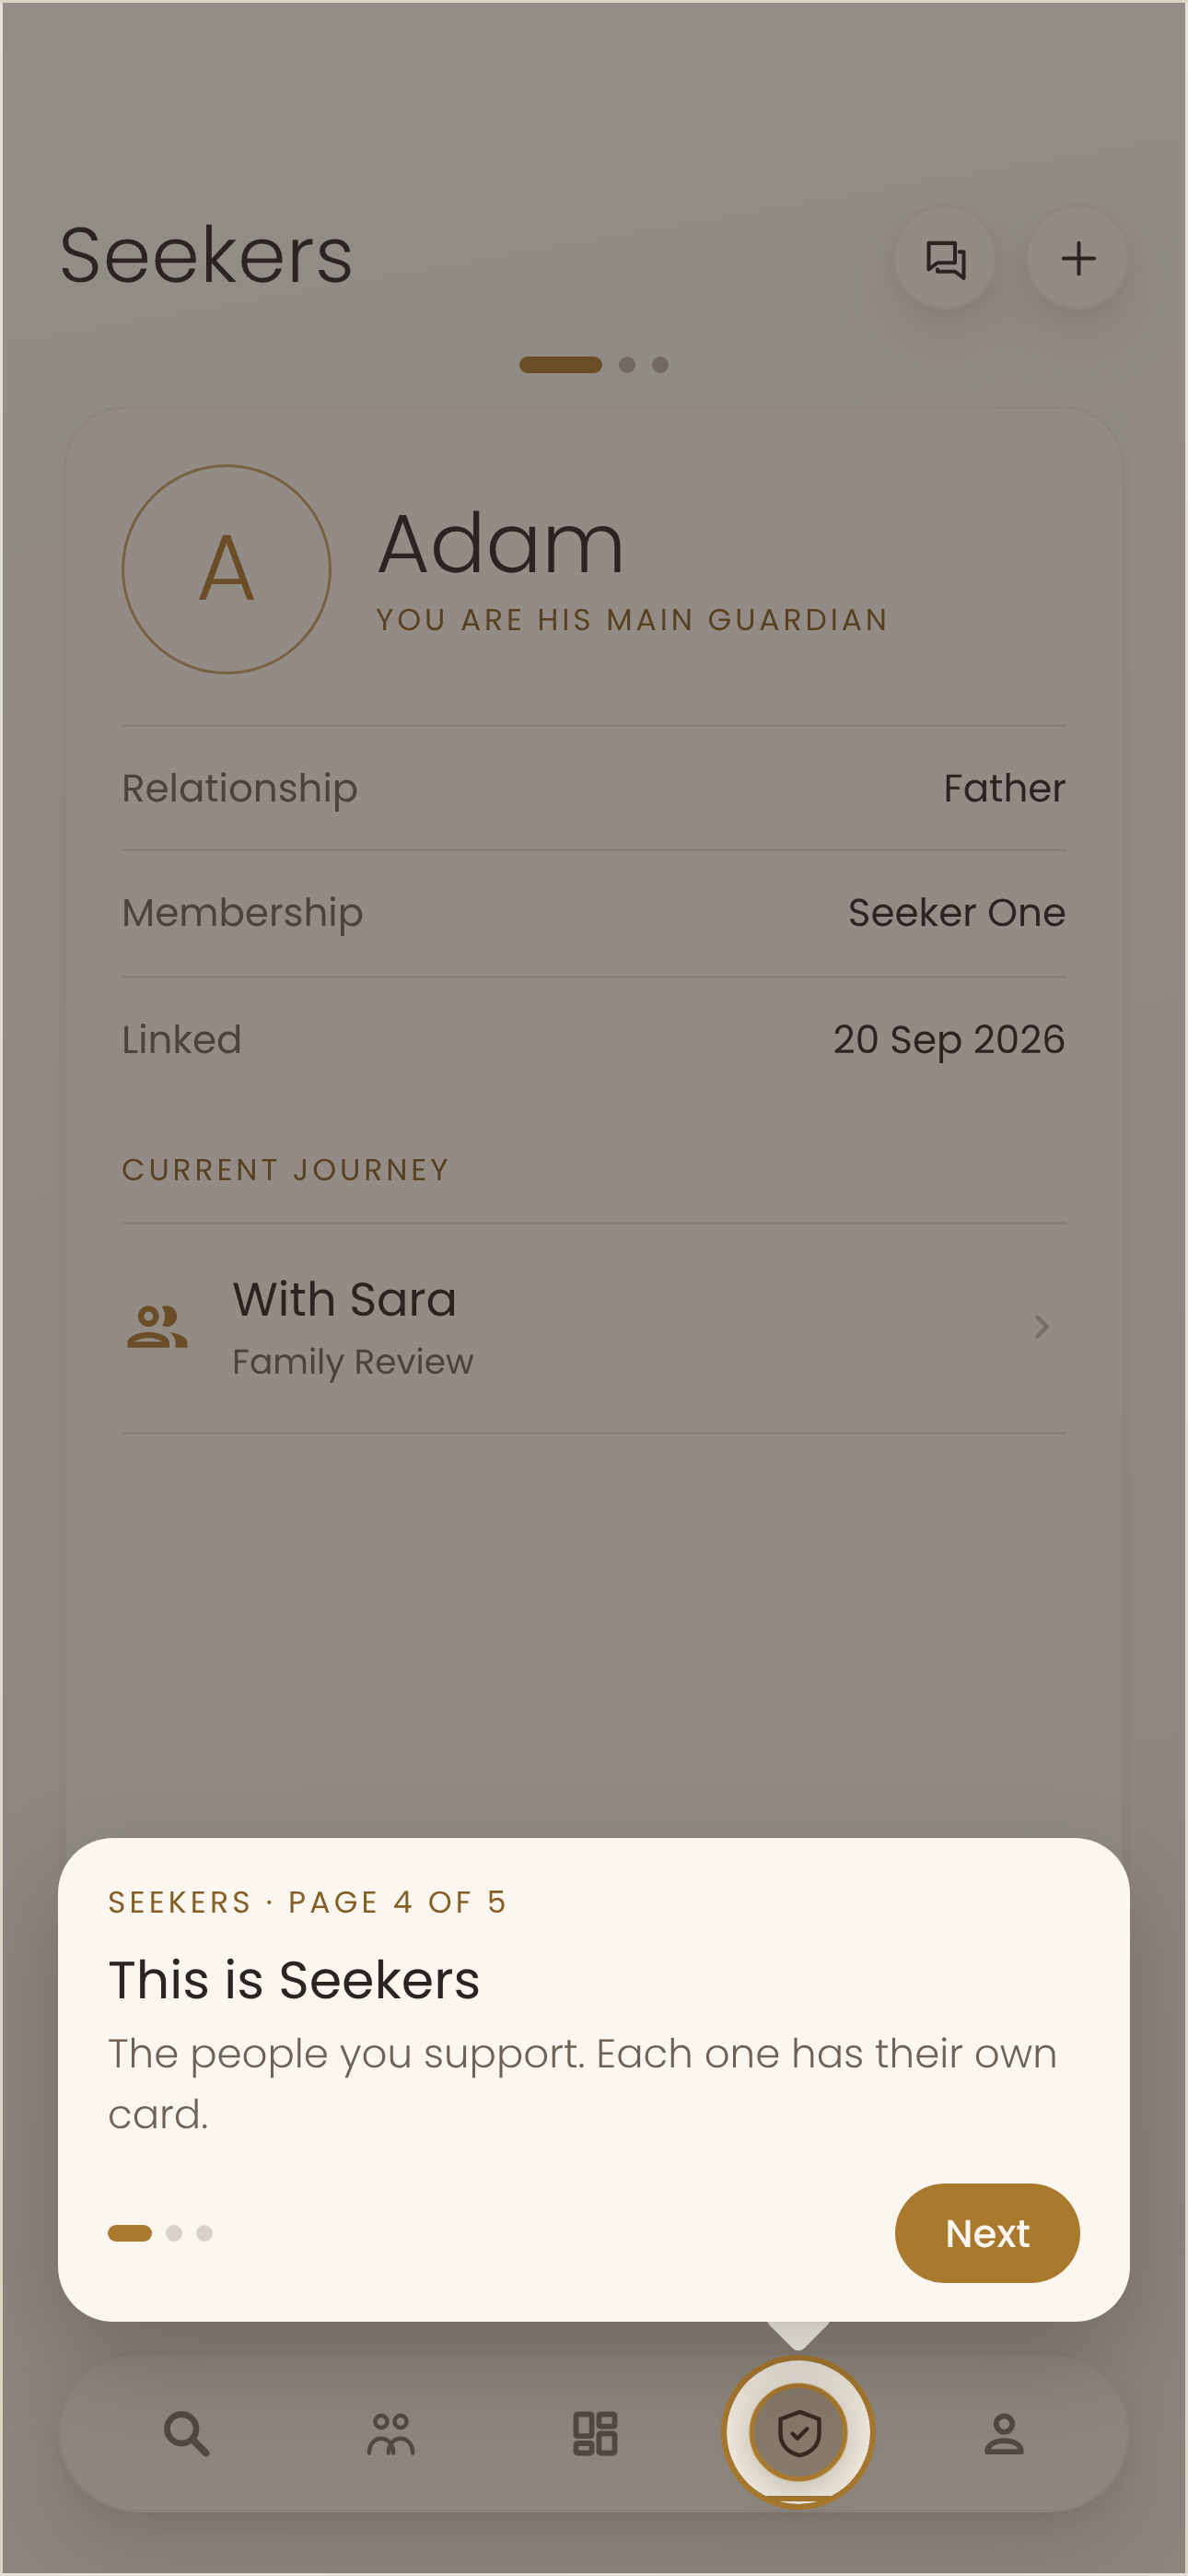 Seekers
A
Adam
YOU ARE HIS MAIN GUARDIAN
Relationship Father
Membership Seeker One
Linked 20 Sep 2026
CURRENT JOURNEY
With Sara
Family Review
SEEKERS · PAGE 4 OF 5
This is Seekers
The people you support. Each one has their own
card.
Next